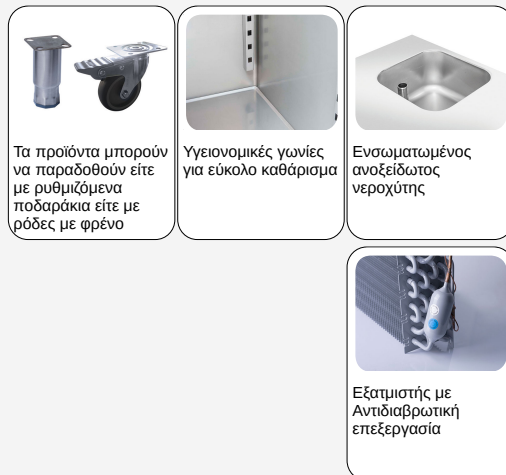 Τα προϊόντα μπορούν
να παραδοθούν είτε
με ρυθμιζόμενα
ποδαράκια είτε με
ρόδες με φρένο
Υγειονομικές γωνίες
για εύκολο καθάρισμα
Ενσωματωμένος
ανοξείδωτος
νεροχύτης
Εξατμιστής με
Αντιδιαβρωτική
επεξεργασία